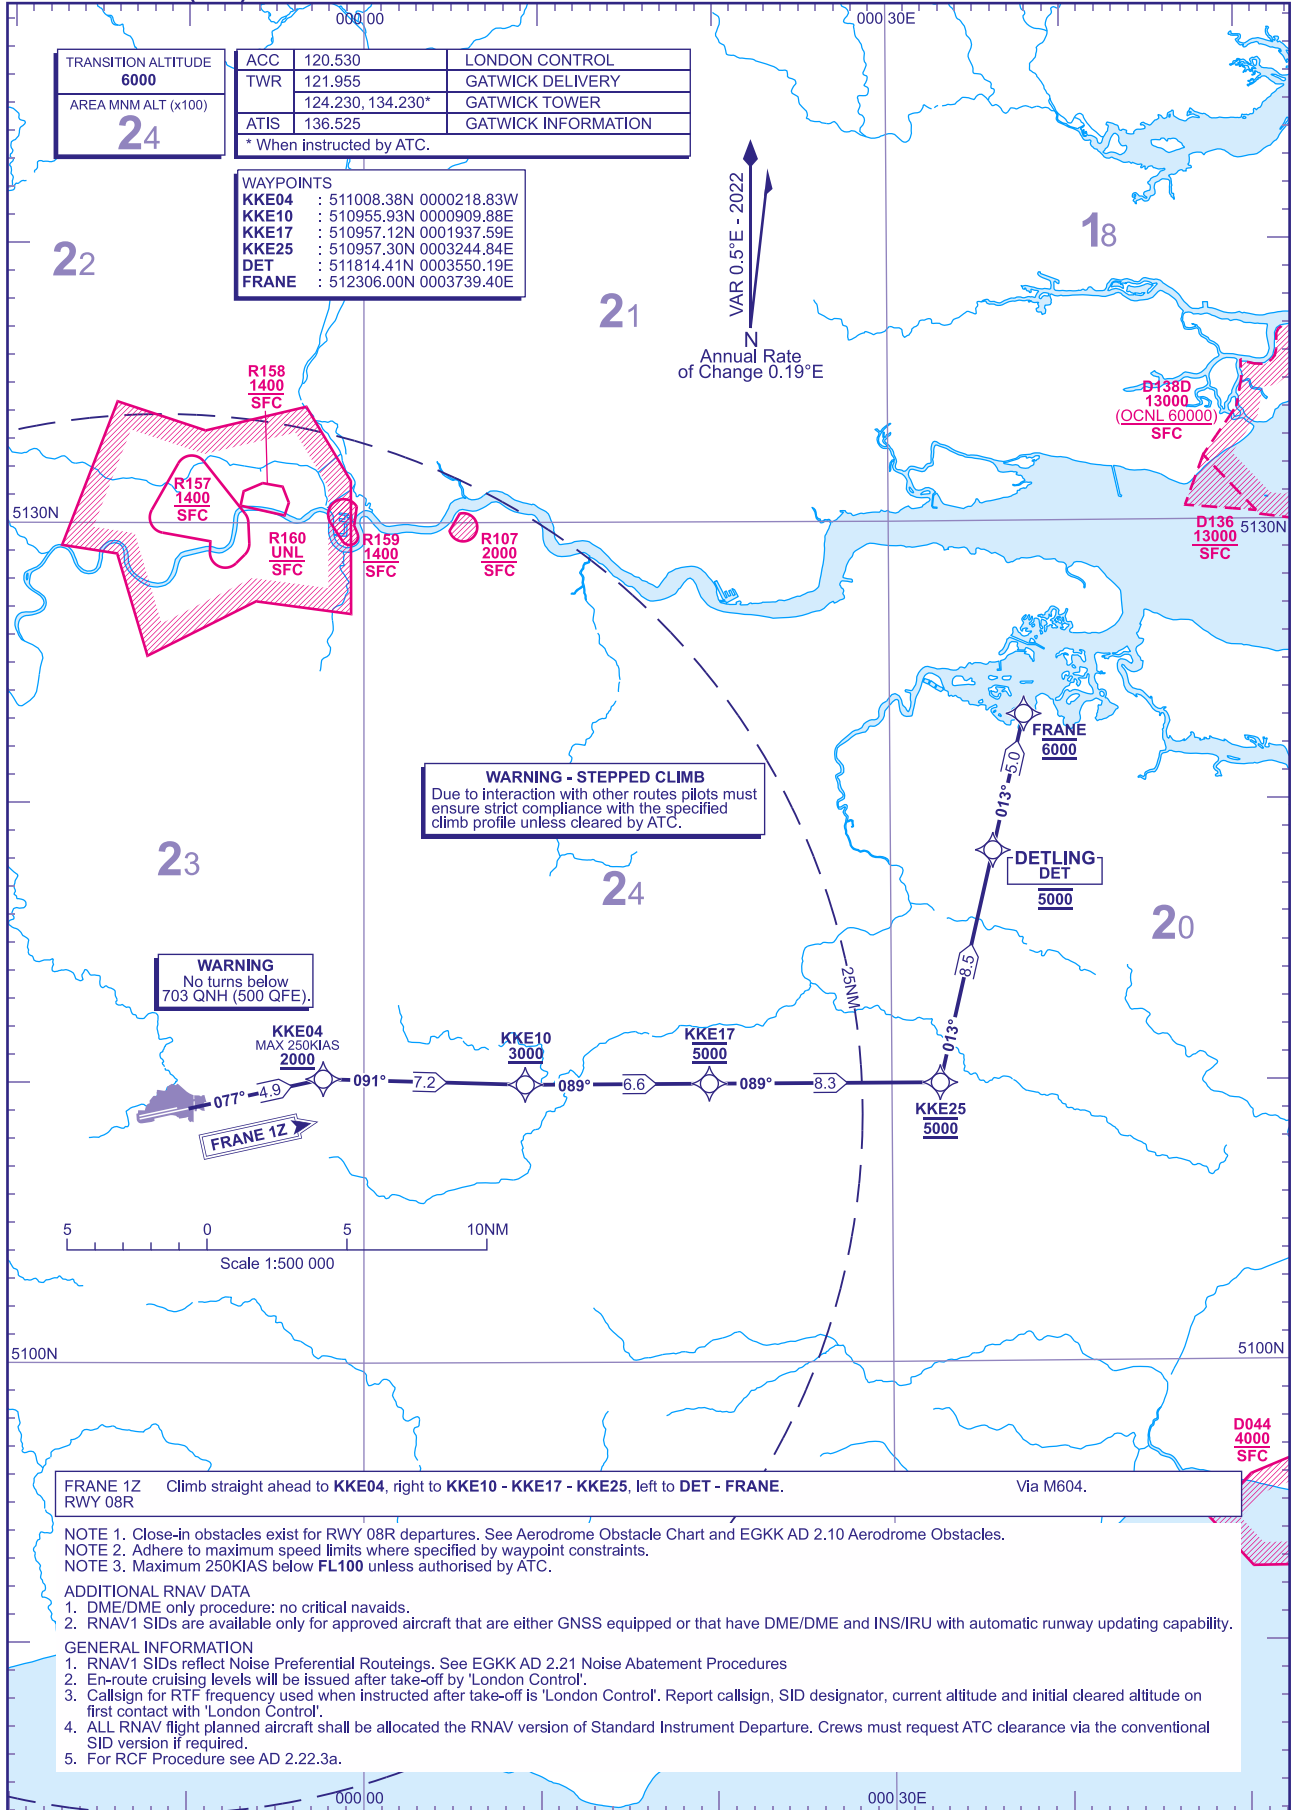 000 00
000 30E
TRANSITION ALTITUDE
6000
AREA MNM ALT (x100)
24
ACC 120.530 LONDON CONTROL
TWR 121.955 GATWICK DELIVERY
124.230, 134.230* GATWICK TOWER
ATIS 136.525 GATWICK INFORMATION
* When instructed by ATC.
WAYPOINTS
KKE04 : 511008.38N 0000218.83W
KKE10 : 510955.93N 0000909.88E
KKE17 : 510957.12N 0001937.59E
KKE25 : 510957.30N 0003244.84E
DET : 511814.41N 0003550.19E
FRANE : 512306.00N 0003739.40E
VAR 0.5°E - 2022
N
Annual Rate
of Change 0.19°E
22
21
18
R158
1400
SFC
D138D
13000
(OCNL 60000)
SFC
R157
1400
SFC
5130N
R160
UNL
SFC
R159
1400
SFC
R107
2000
SFC
D136
13000
SFC
5130N
FRANE
6000
5.0
013°
WARNING - STEPPED CLIMB
Due to interaction with other routes pilots must
ensure strict compliance with the specified
climb profile unless cleared by ATC.
23
24
DETLING
DET
5000
20
8.5
013°
25NM
WARNING
No turns below
703 QNH (500 QFE).
KKE04
MAX 250KIAS
2000
KKE10
3000
KKE17
5000
077° 4.9
091° 7.2
089° 6.6
089° 8.3
KKE25
5000
FRANE 1Z
5 0 5 10NM
Scale 1:500 000
5100N
5100N
D044
4000
SFC
FRANE 1Z Climb straight ahead to KKE04, right to KKE10 - KKE17 - KKE25, left to DET - FRANE. Via M604.
RWY 08R
NOTE 1. Close-in obstacles exist for RWY 08R departures. See Aerodrome Obstacle Chart and EGKK AD 2.10 Aerodrome Obstacles.
NOTE 2. Adhere to maximum speed limits where specified by waypoint constraints.
NOTE 3. Maximum 250KIAS below FL100 unless authorised by ATC.
ADDITIONAL RNAV DATA
1. DME/DME only procedure: no critical navaids.
2. RNAV1 SIDs are available only for approved aircraft that are either GNSS equipped or that have DME/DME and INS/IRU with automatic runway updating capability.
GENERAL INFORMATION
1. RNAV1 SIDs reflect Noise Preferential Routeings. See EGKK AD 2.21 Noise Abatement Procedures
2. En-route cruising levels will be issued after take-off by 'London Control'.
3. Callsign for RTF frequency used when instructed after take-off is 'London Control'. Report callsign, SID designator, current altitude and initial cleared altitude on
first contact with 'London Control'.
4. ALL RNAV flight planned aircraft shall be allocated the RNAV version of Standard Instrument Departure. Crews must request ATC clearance via the conventional
SID version if required.
5. For RCF Procedure see AD 2.22.3a.
000 00
000 30E